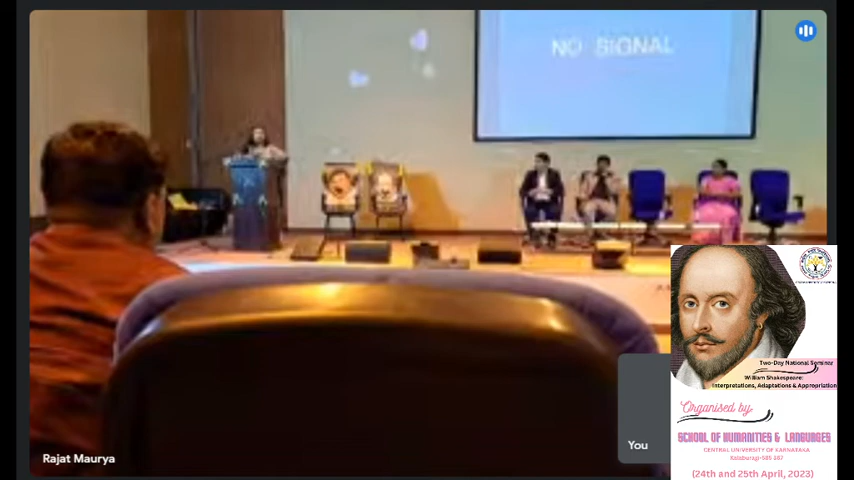 NO SIGNAL
Two-Day National Seminar
William Shakespeare:
Interpretations, Adaptations & Appropriation
Organised by
SCHOOL OF HUMANITIES & LANGUAGES
CENTRAL UNIVERSITY OF KARNATAKA
(24th and 25th April, 2023)
You
Rajat Maurya